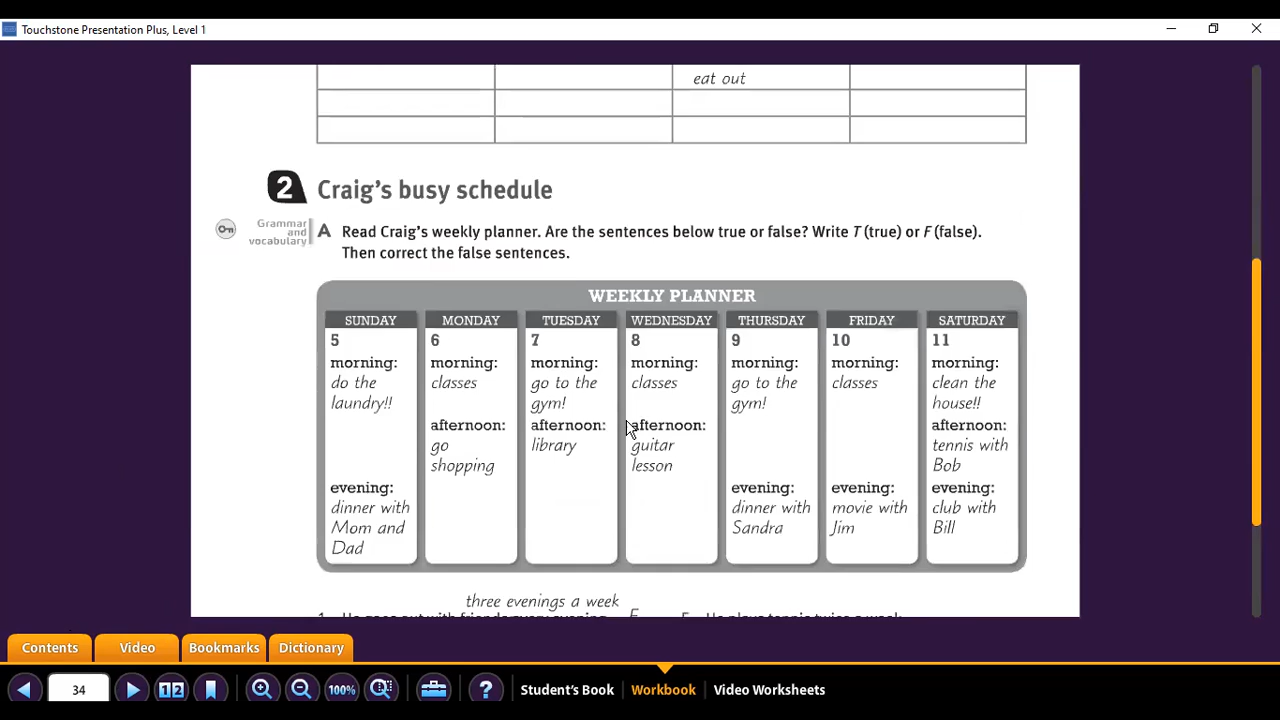 Touchstone Presentation Plus, Level 1
eat out
2 Craig's busy schedule
Grammar
and
vocabulary
A Read Craig's weekly planner. Are the sentences below true or false? Write T (true) or F (false).
Then correct the false sentences.
WEEKLY PLANNER
SUNDAY
5
morning:
do the
laundry!!
evening:
dinner with
Mom and
Dad
MONDAY
6
morning:
classes
afternoon:
go
shopping
TUESDAY
7
morning:
go to the
gym!
afternoon:
library
WEDNESDAY
8
morning:
classes
afternoon:
guitar
lesson
THURSDAY
9
morning:
go to the
gym!
evening:
dinner with
Sandra
FRIDAY
10
morning:
classes
evening:
movie with
Jim
SATURDAY
11
morning:
clean the
house!!
afternoon:
tennis with
Bob
evening:
club with
Bill
three evenings a week
Contents Video Bookmarks Dictionary
34 12 100% ? Student's Book Workbook Video Worksheets